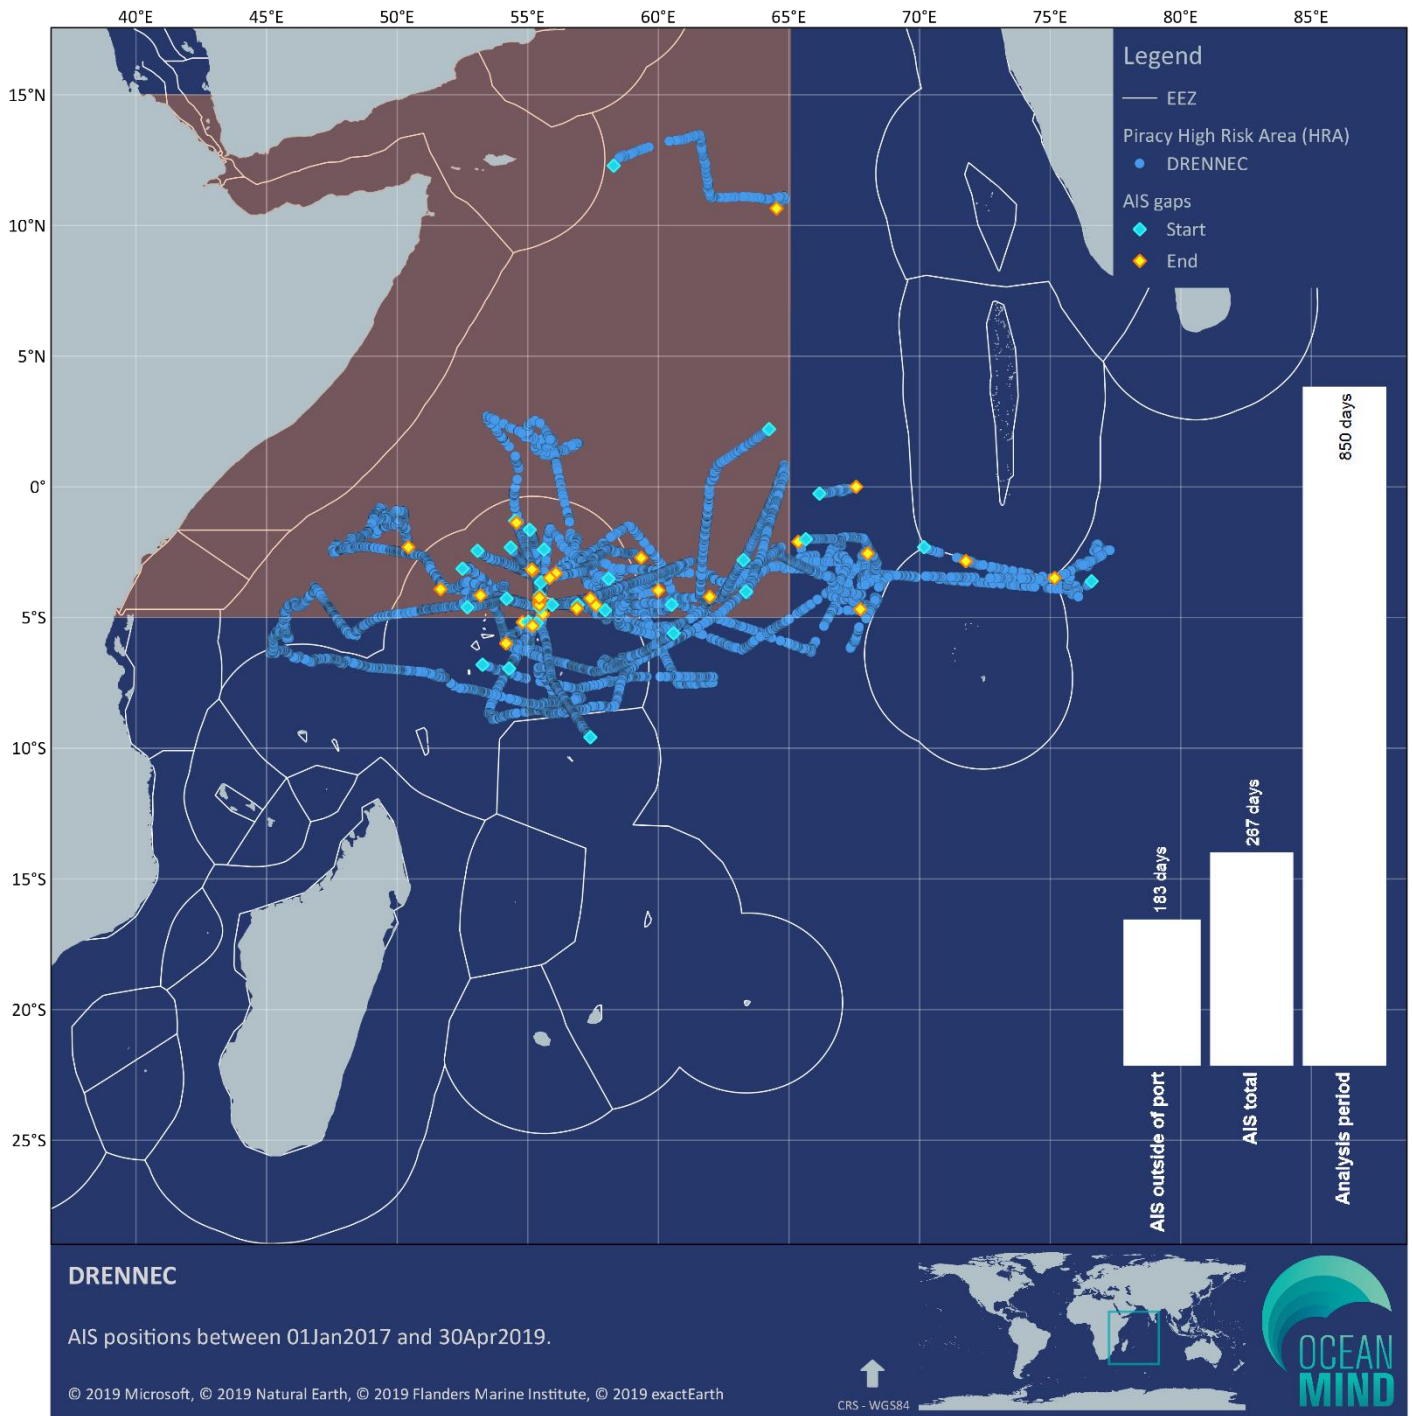 40°E 45°E 50°E 55°E 60°E 65°E 70°E 75°E 80°E 85°E
Legend
EEZ
Piracy High Risk Area (HRA)
DRENNEC
AIS gaps
Start
End
15°N
10°N
5°N
0°
5°S
10°S
15°S
20°S
25°S
183 days
267 days
850 days
AIS outside of port
AIS total
Analysis period
DRENNEC
AIS positions between 01Jan2017 and 30Apr2019.
© 2019 Microsoft, © 2019 Natural Earth, © 2019 Flanders Marine Institute, © 2019 exactEarth
CRS - WGS84
OCEAN
MIND